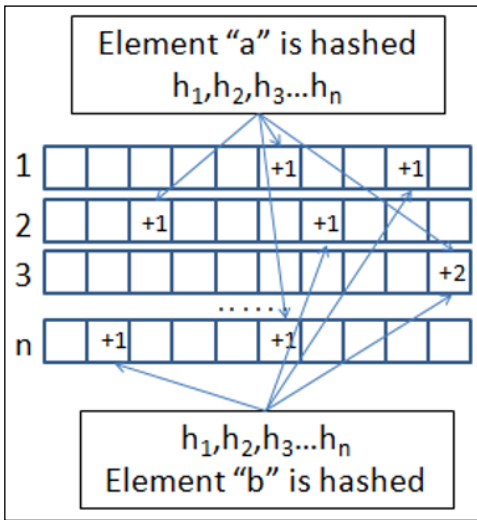 Element “a” is hashed
h1,h2,h3...hn
1 +1 +1
2 +1 +1
3 +2
......
n +1 +1
h1,h2,h3...hn
Element “b” is hashed